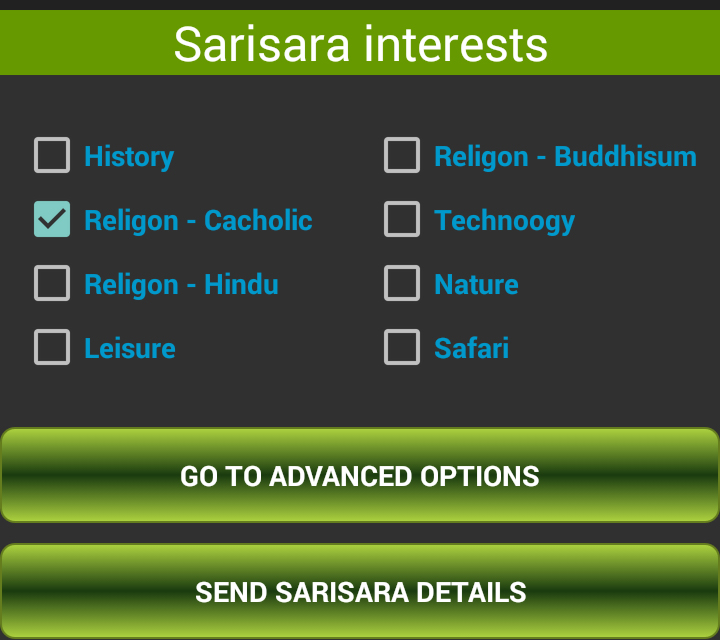 Sarisara interests
History
Religon - Buddhisum
Religon - Cacholic
Technoogy
Religon - Hindu
Nature
Leisure
Safari
GO TO ADVANCED OPTIONS
SEND SARISARA DETAILS